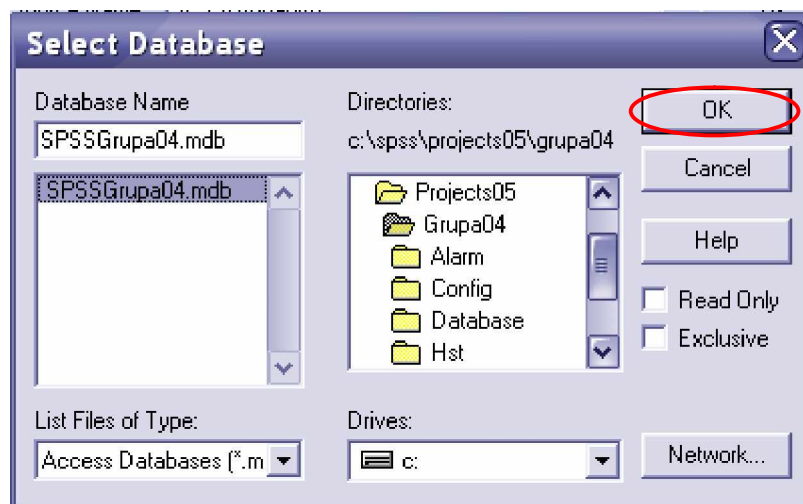 Select Database
Database Name
SPSSGrupa04.mdb
SPSSGrupa04.mdb
List Files of Type:
Access Databases (*.m
Directories:
c:\spss\projects05\grupa04
Projects05
Grupa04
Alarm
Config
Database
Hst
Drives:
c:
OK
Cancel
Help
Read Only
Exclusive
Network...